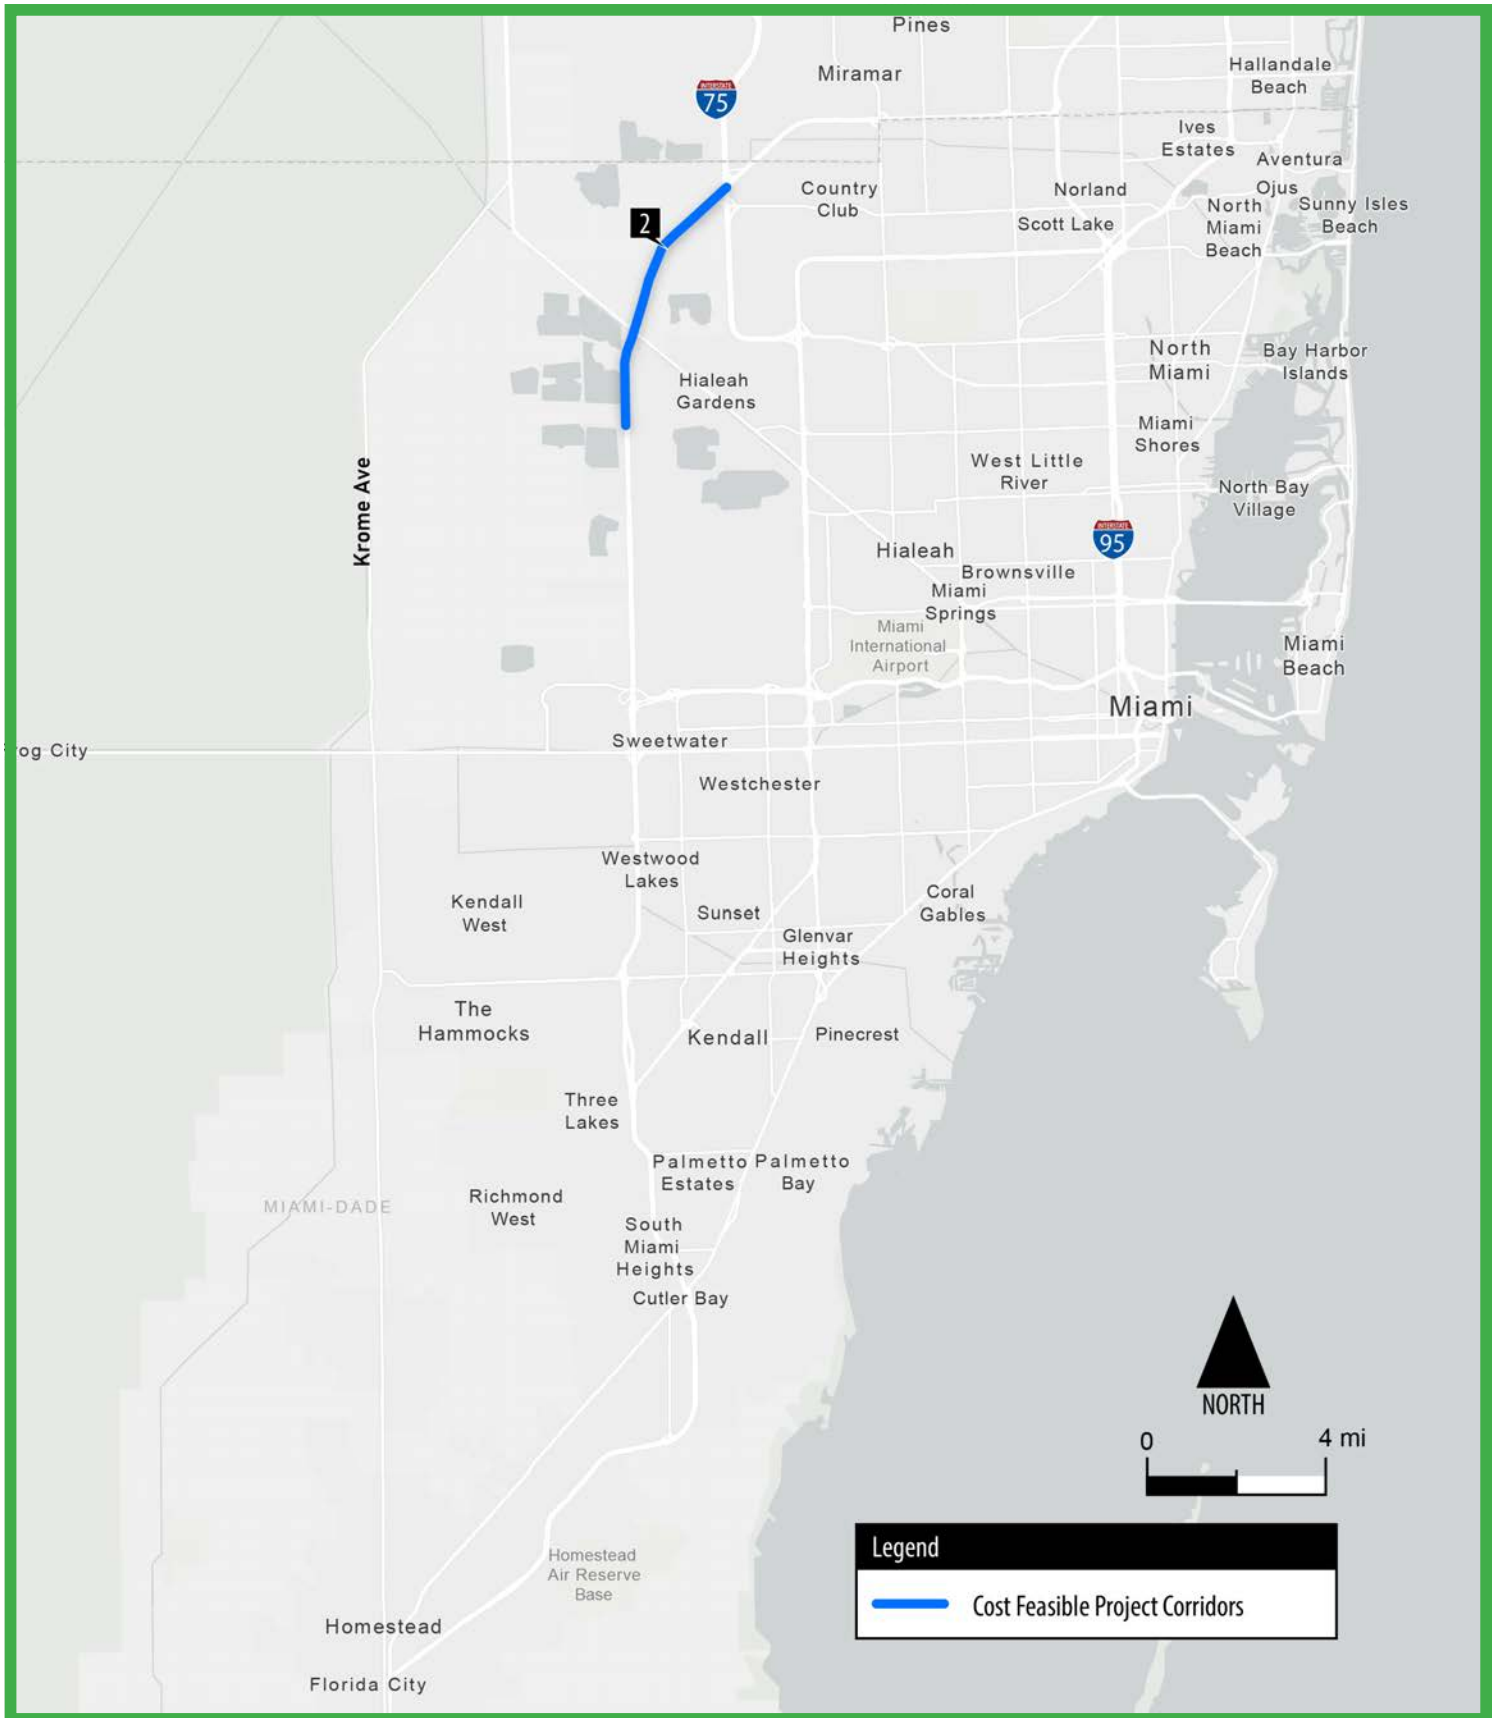 Pines
Miramar
Hallandale
Beach
INTERSTATE
75
Ives
Estates
Aventura
Country
Club
Norland
Ojus
Scott Lake
North
Miami
Beach
Sunny Isles
Beach
2
North
Miami
Bay Harbor
Islands
Hialeah
Gardens
Miami
Shores
West Little
River
North Bay
Village
Krome Ave
INTERSTATE
95
Hialeah
Brownsville
Miami
Springs
Miami
International
Airport
Miami
Beach
Miami
rog City
Sweetwater
Westchester
Westwood
Lakes
Kendall
West
Sunset
Coral
Gables
Glenvar
Heights
The
Hammocks
Kendall
Pinecrest
Three
Lakes
Palmetto
Estates
Palmetto
Bay
MIAMI-DADE
Richmond
West
South
Miami
Heights
Cutler Bay
NORTH
0 4 mi
Legend
Cost Feasible Project Corridors
Homestead
Air Reserve
Base
Homestead
Florida City